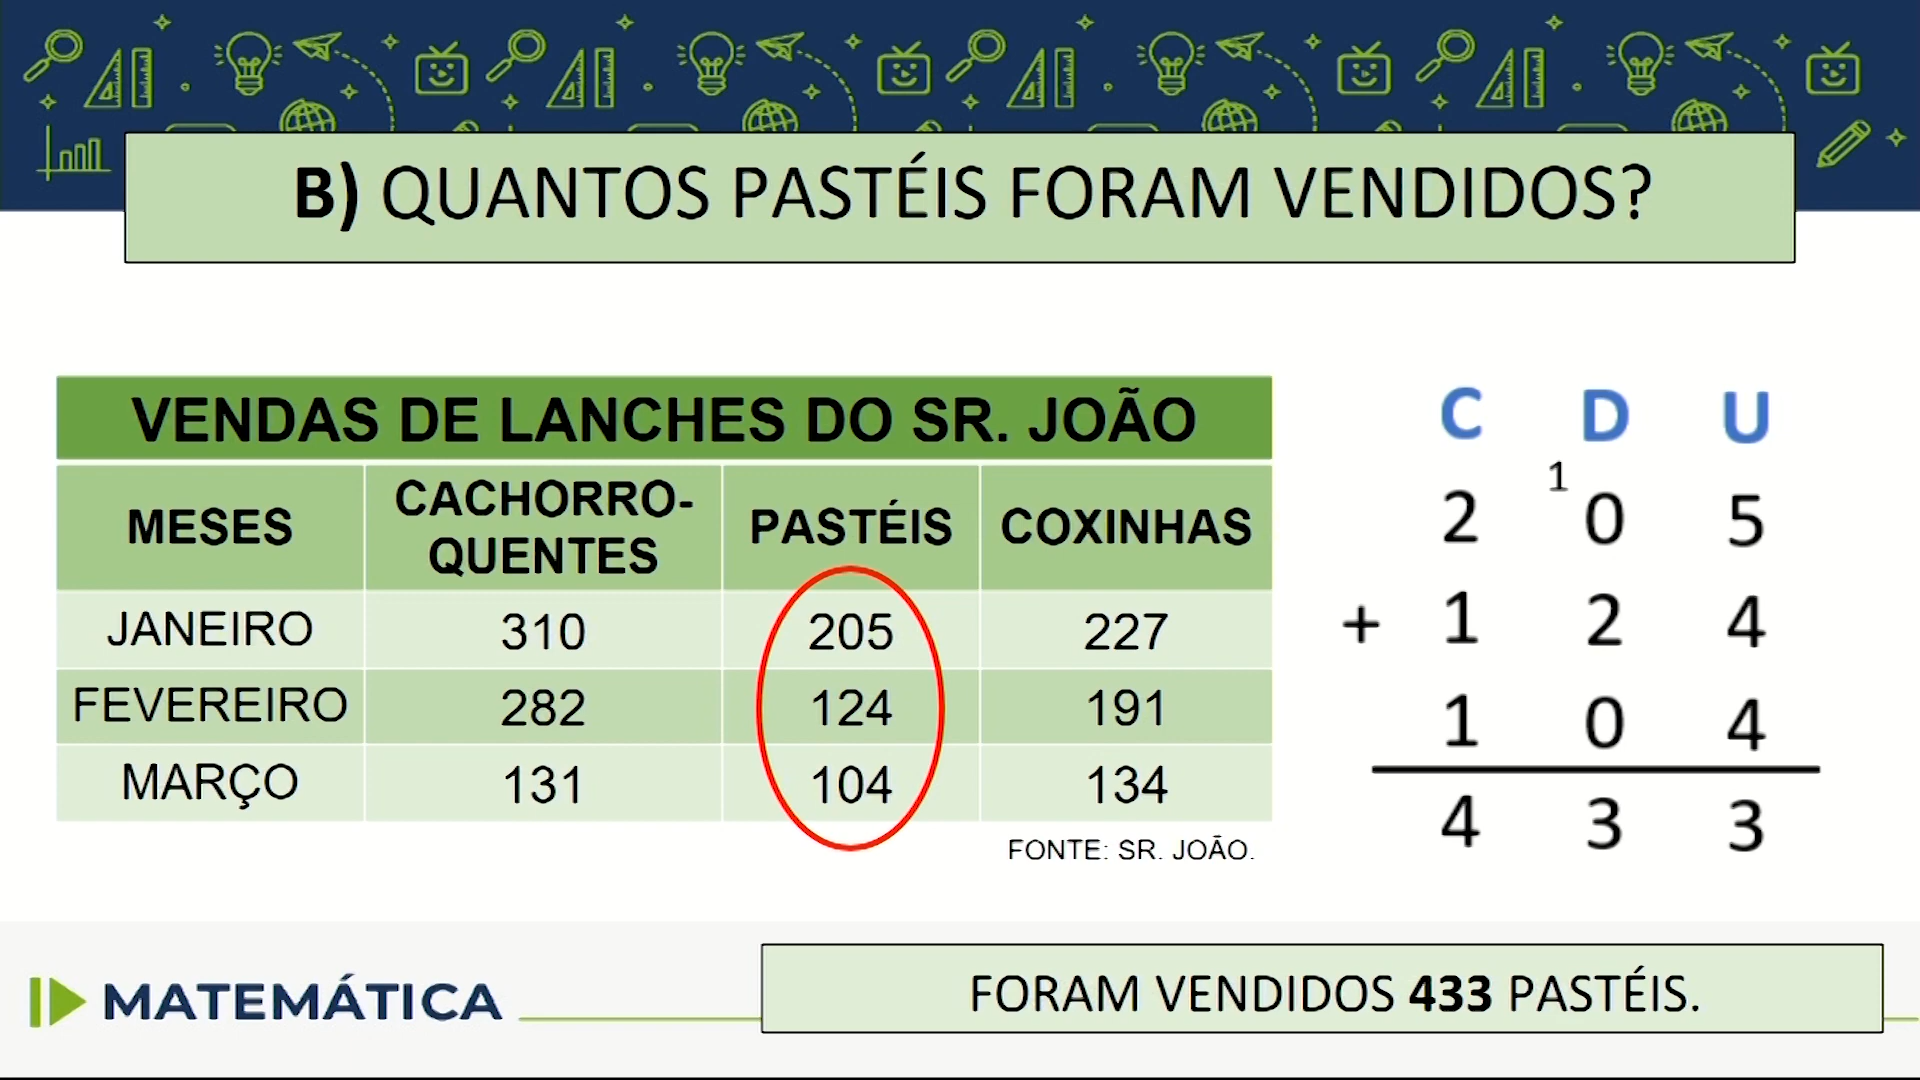 B) QUANTOS PASTÉIS FORAM VENDIDOS?
VENDAS DE LANCHES DO SR. JOÃO
MESES CACHORRO-QUENTES PASTÉIS COXINHAS
JANEIRO 310 205 227
FEVEREIRO 282 124 191
MARÇO 131 104 134
FONTE: SR. JOÃO.
C D U
1
2 0 5
+ 1 2 4
1 0 4
4 3 3
MATEMÁTICA
FORAM VENDIDOS 433 PASTÉIS.